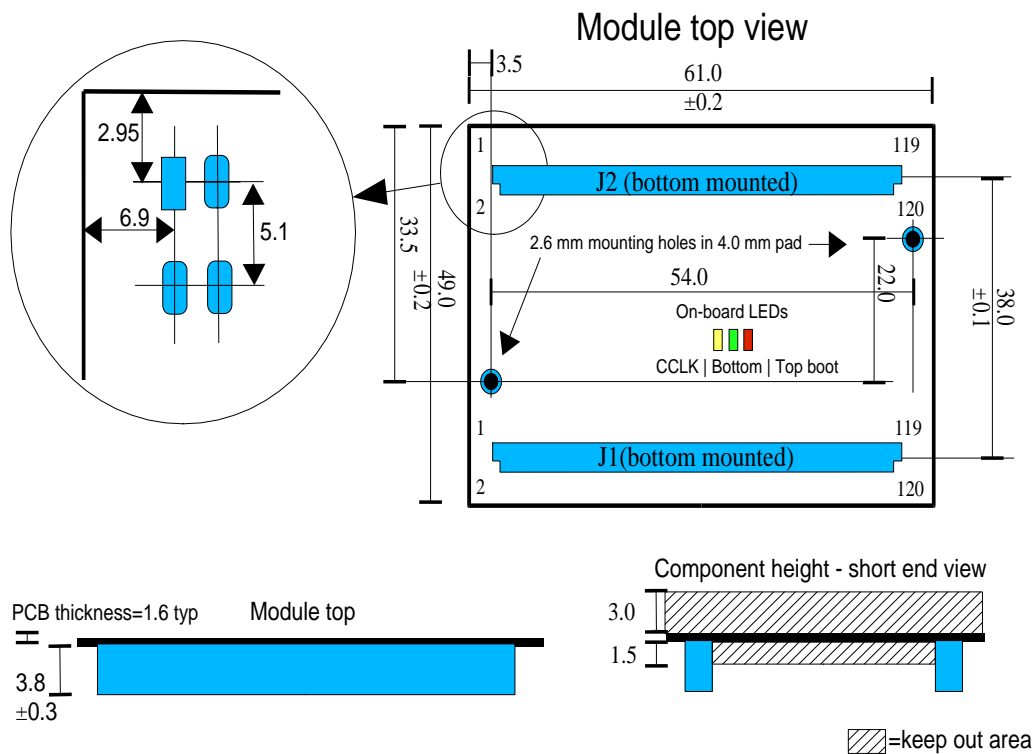 Module top view
3.5
61.0
±0.2
2.95
6.9
5.1
1
119
J2 (bottom mounted)
2
120
33.5
49.0
±0.2
2.6 mm mounting holes in 4.0 mm pad
54.0
22.0
38.0
±0.1
On-board LEDs
CCLK | Bottom | Top boot
1
119
J1(bottom mounted)
2
120
PCB thickness=1.6 typ
Module top
3.8
±0.3
Component height - short end view
3.0
1.5
=keep out area